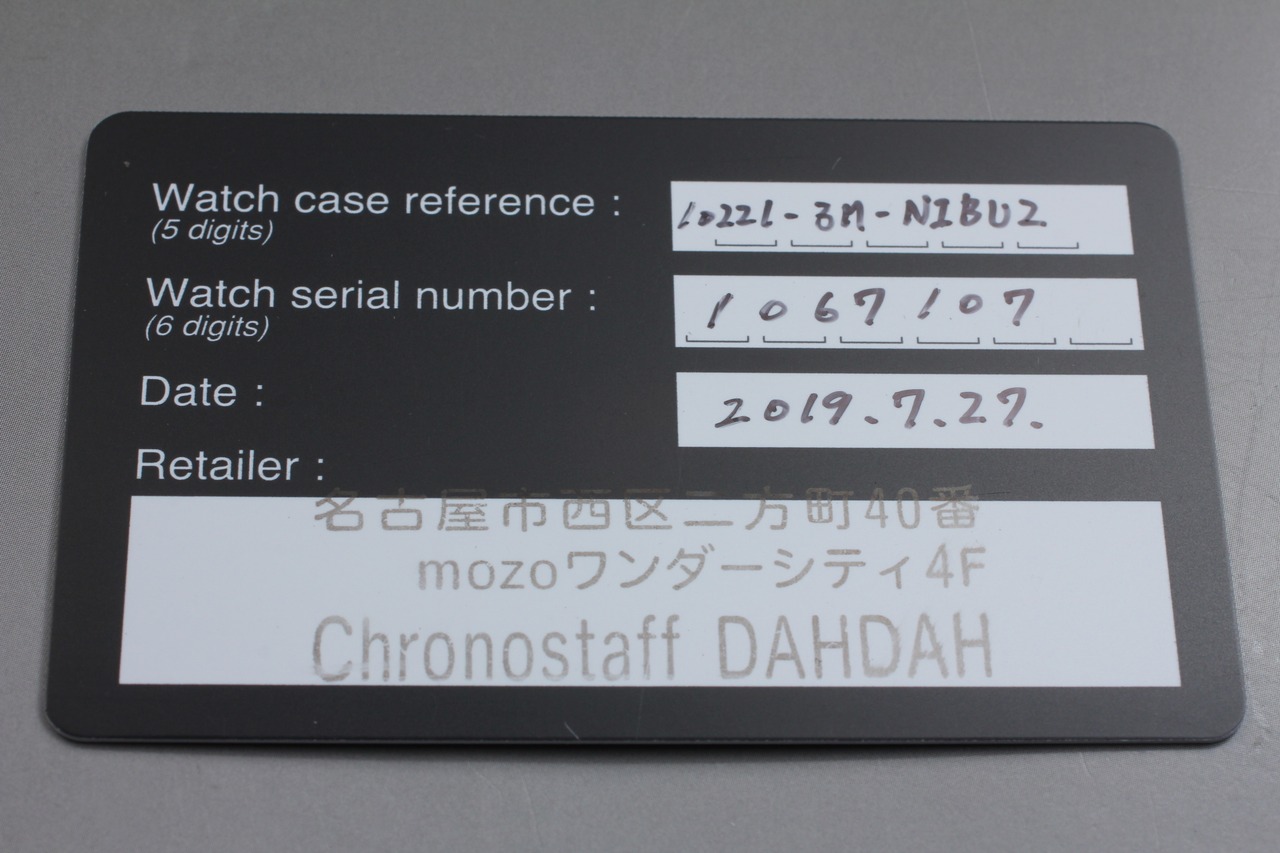 Watch case reference : 10221-3M-NIBU2
(5 digits)
Watch serial number : 1067107
(6 digits)
Date : 2019.7.27.
Retailer :
名古屋市西区二方町40番
mozoワンダーシティ4F
Chronostaff DAHDAH